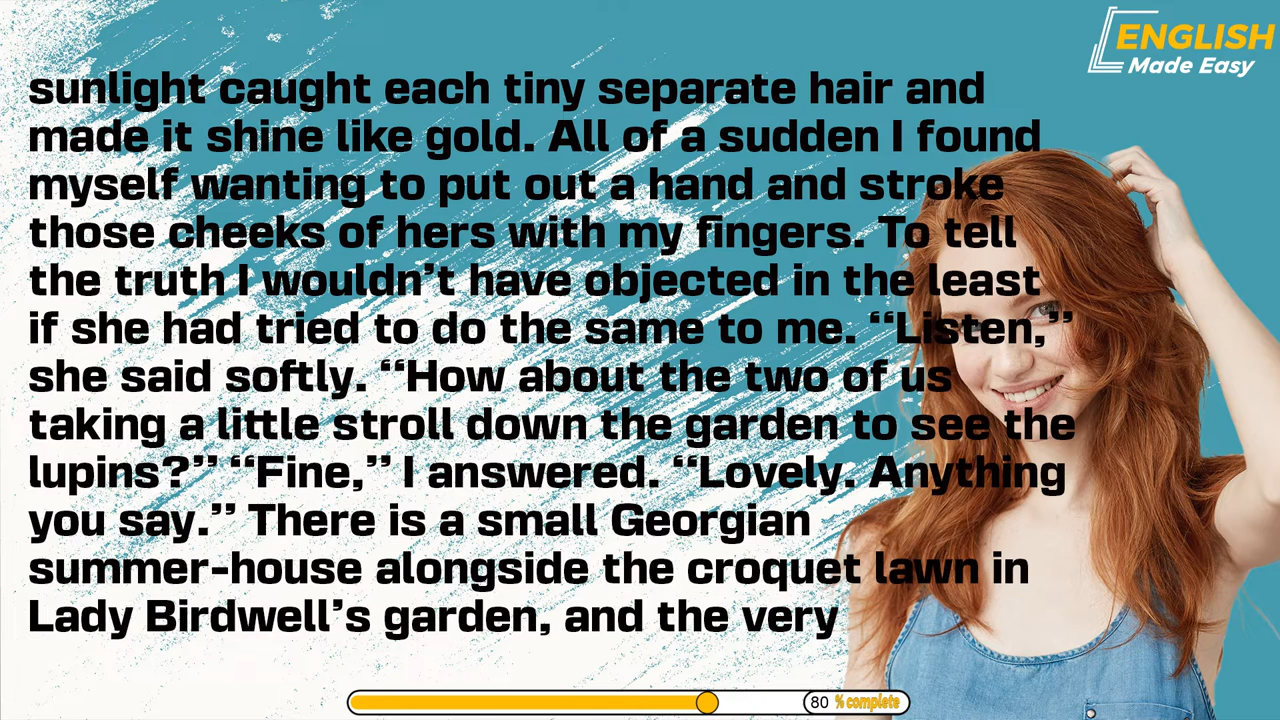 ENGLISH
Made Easy
sunlight caught each tiny separate hair and
made it shine like gold. All of a sudden I found
myself wanting to put out a hand and stroke
those cheeks of hers with my fingers. To tell
the truth I wouldn’t have objected in the least
if she had tried to do the same to me. “Listen,”
she said softly. “How about the two of us
taking a little stroll down the garden to see the
lupins?” “Fine,” I answered. “Lovely. Anything
you say.” There is a small Georgian
summer-house alongside the croquet lawn in
Lady Birdwell’s garden, and the very
80 % complete